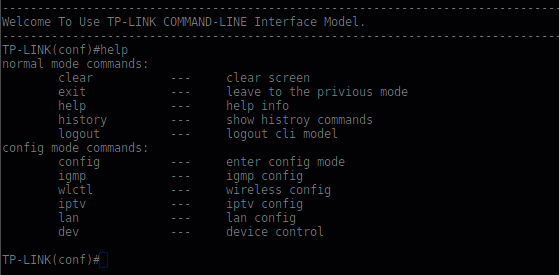 --------------------------------------------------------------------------------
Welcome To Use TP-LINK COMMAND-LINE Interface Model.
--------------------------------------------------------------------------------
TP-LINK(conf)#help
normal mode commands:
clear --- clear screen
exit --- leave to the privious mode
help --- help info
history --- show histroy commands
logout --- logout cli model
config mode commands:
config --- enter config mode
igmp --- igmp config
wlctl --- wireless config
iptv --- iptv config
lan --- lan config
dev --- device control
TP-LINK(conf)#